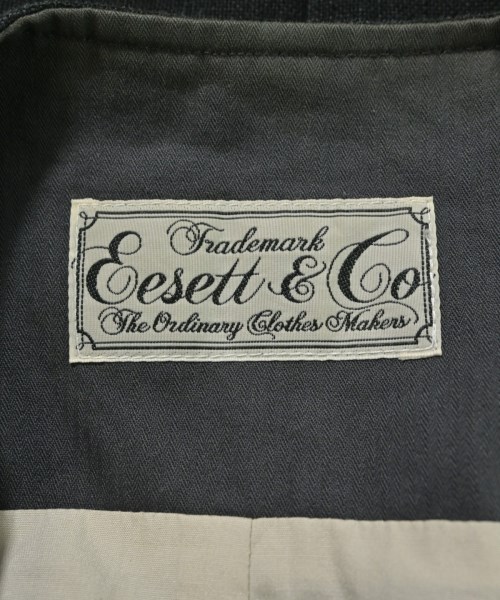 Trademark
Eesett & Co
The Ordinary Clothes Makers